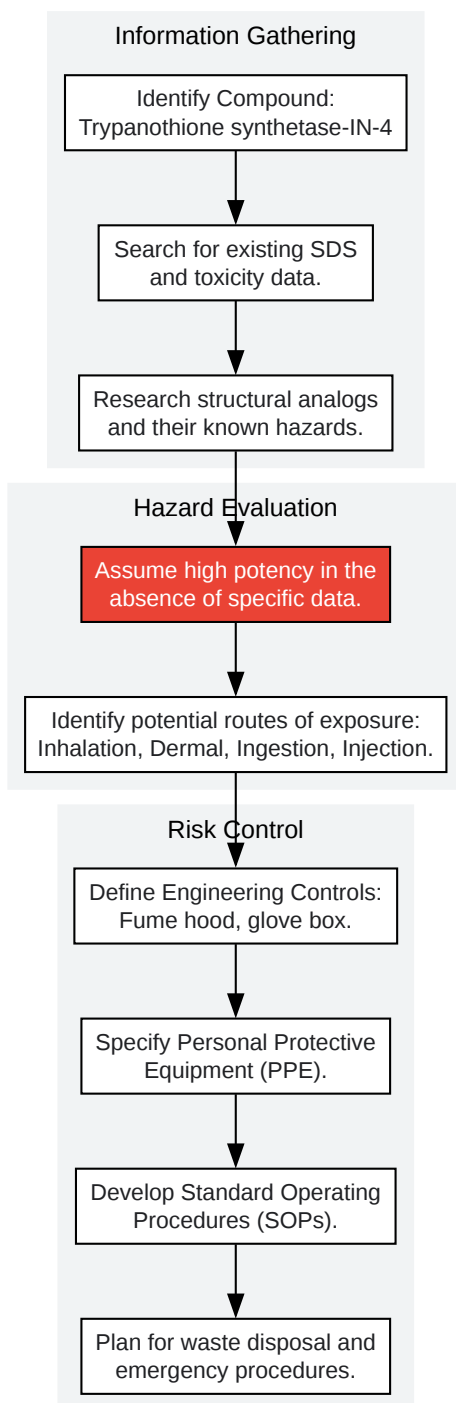 Information Gathering
Identify Compound:
Trypanothione synthetase-IN-4
Search for existing SDS
and toxicity data.
Research structural analogs
and their known hazards.
Hazard Evaluation
Assume high potency in the
absence of specific data.
Identify potential routes of exposure:
Inhalation, Dermal, Ingestion, Injection.
Risk Control
Define Engineering Controls:
Fume hood, glove box.
Specify Personal Protective
Equipment (PPE).
Develop Standard Operating
Procedures (SOPs).
Plan for waste disposal and
emergency procedures.